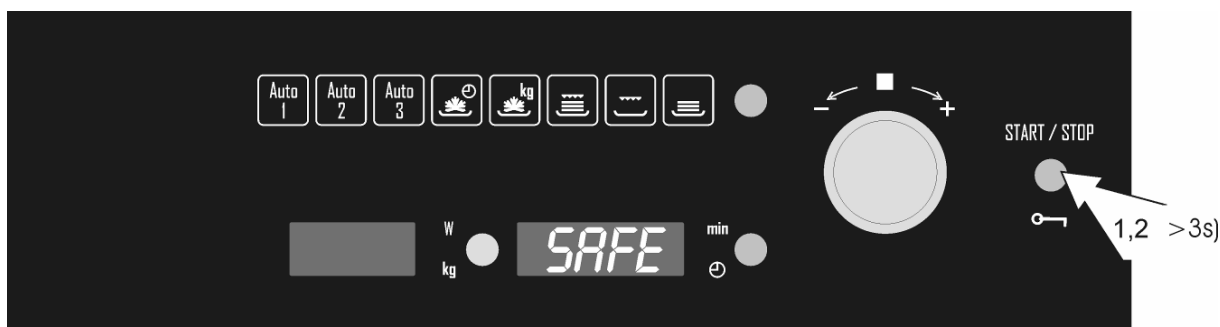 Auto 1
Auto 2
Auto 3
kg
- +
START / STOP
W
kg
SAFE
min
1,2 >3s)